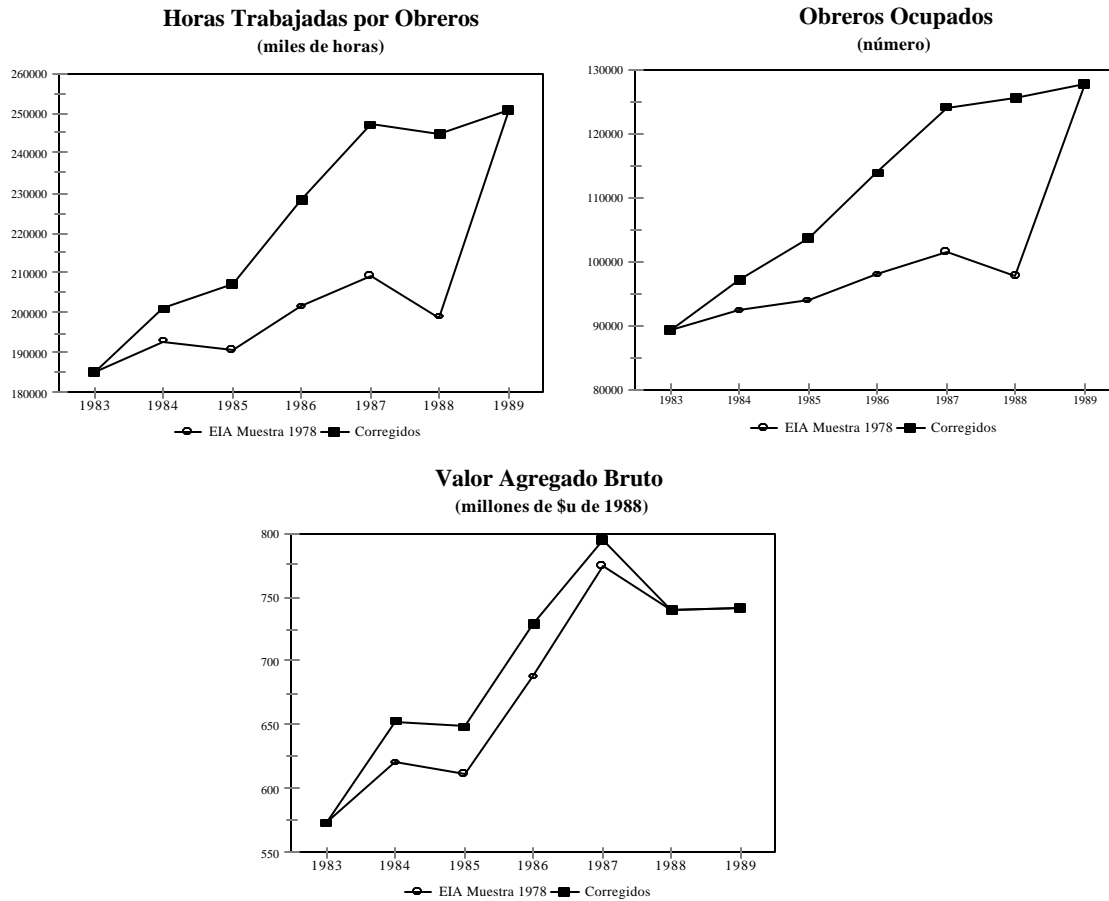 Horas Trabajadas por Obreros
(miles de horas)
260000
250000
240000
230000
220000
210000
200000
190000
180000
1983 1984 1985 1986 1987 1988 1989
EIA Muestra 1978 Corregidos
Obreros Ocupados
(número)
130000
120000
110000
100000
90000
80000
1983 1984 1985 1986 1987 1988 1989
EIA Muestra 1978 Corregidos
Valor Agregado Bruto
(millones de $u de 1988)
800
750
700
650
600
550
1983 1984 1985 1986 1987 1988 1989
EIA Muestra 1978 Corregidos